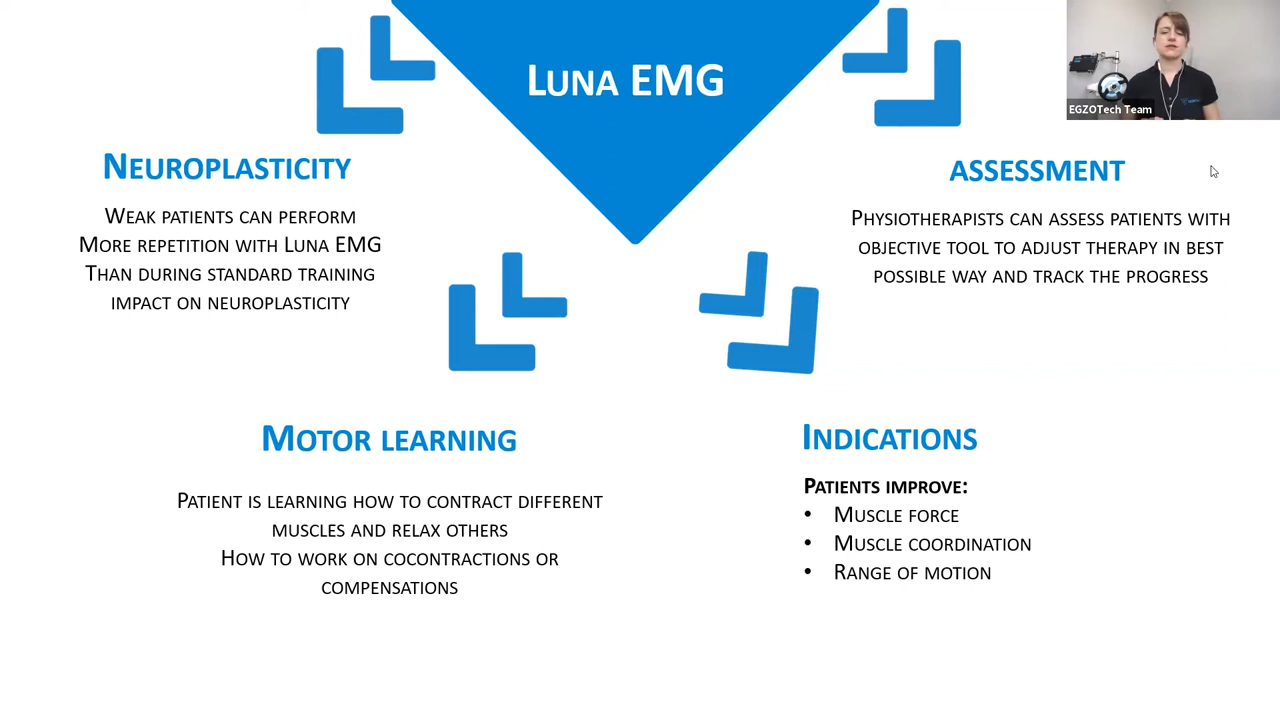 Luna EMG
EGZOTech Team
Neuroplasticity
Weak patients can perform
More repetition with Luna EMG
Than during standard training
impact on neuroplasticity
assessment
Physiotherapists can assess patients with
objective tool to adjust therapy in best
possible way and track the progress
Motor learning
Patient is learning how to contract different
muscles and relax others
How to work on cocontractions or
compensations
Indications
Patients improve:
• Muscle force
• Muscle coordination
• Range of motion